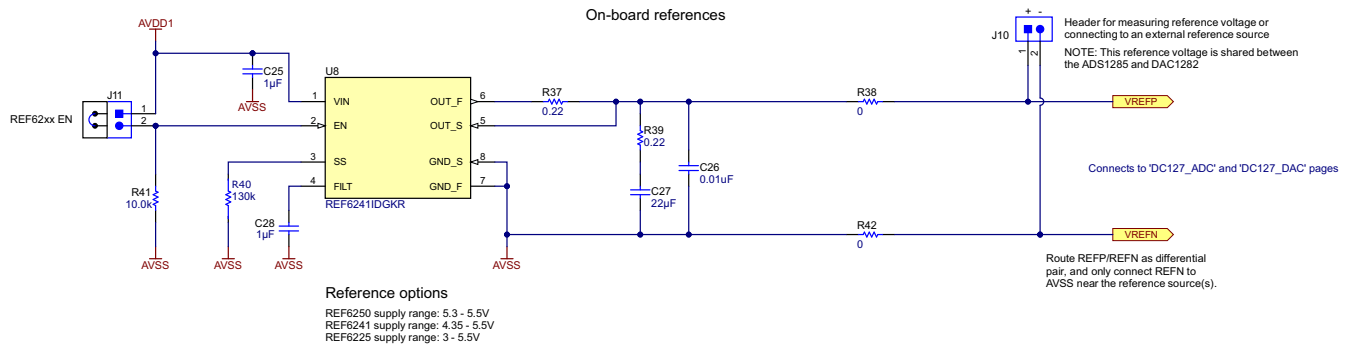 On-board references
AVDD1
J10
+ -
1
2
Header for measuring reference voltage or
connecting to an external reference source
NOTE: This reference voltage is shared between
the ADS1285 and DAC1282
C25
1µF
AVSS
U8
J11
1
2
REF62xx EN
1
VIN
2
EN
3
SS
4
FILT
OUT_F
6
OUT_S
5
GND_S
8
GND_F
7
REF6241IDGKR
R37
0.22
R38
0
R39
0.22
C26
0.01uF
C27
22µF
VREFP
Connects to 'DC127_ADC' and 'DC127_DAC' pages
R41
10.0k
R40
130k
C28
1µF
R42
0
VREFN
AVSS
AVSS
AVSS
AVSS
Route REFP/REFN as differential
pair, and only connect REFN to
AVSS near the reference source(s).
Reference options
REF6250 supply range: 5.3 - 5.5V
REF6241 supply range: 4.35 - 5.5V
REF6225 supply range: 3 - 5.5V